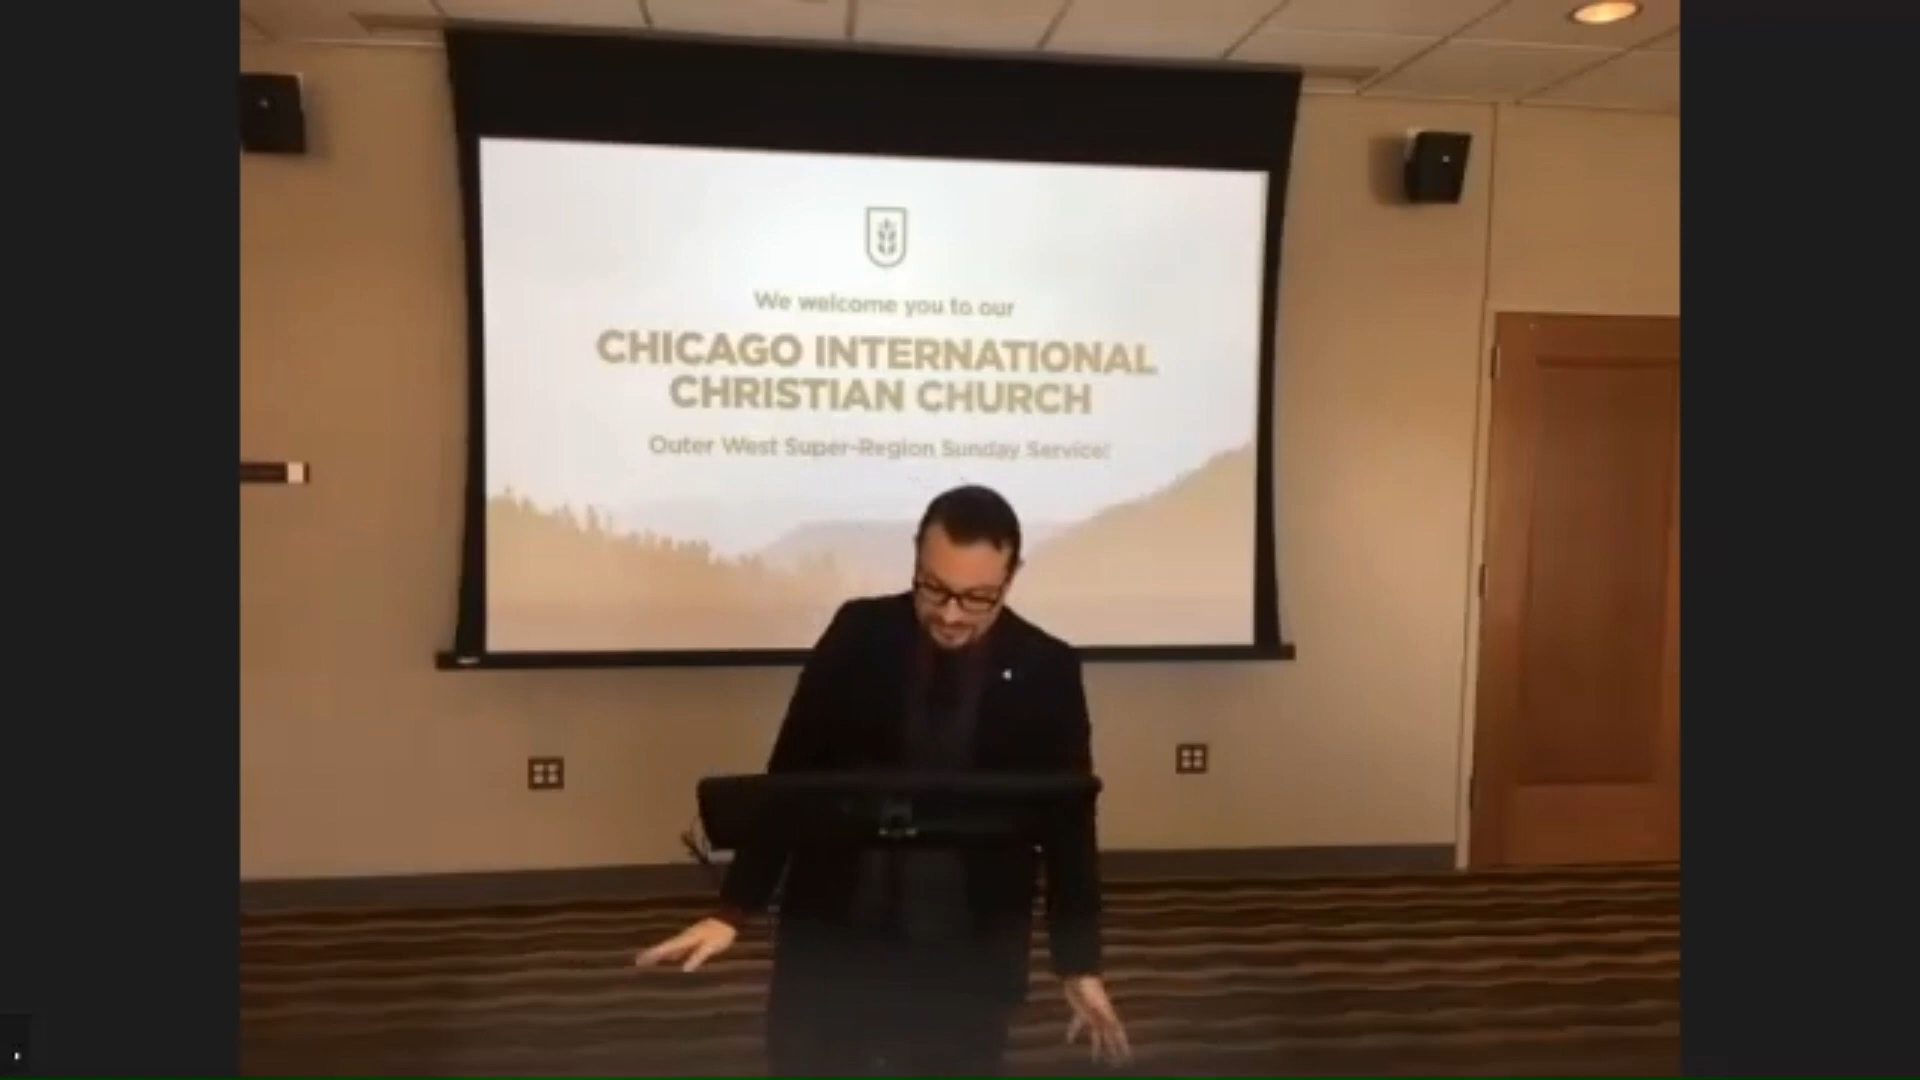 We welcome you to our
CHICAGO INTERNATIONAL
CHRISTIAN CHURCH
Outer West Super-Region Sunday Service!